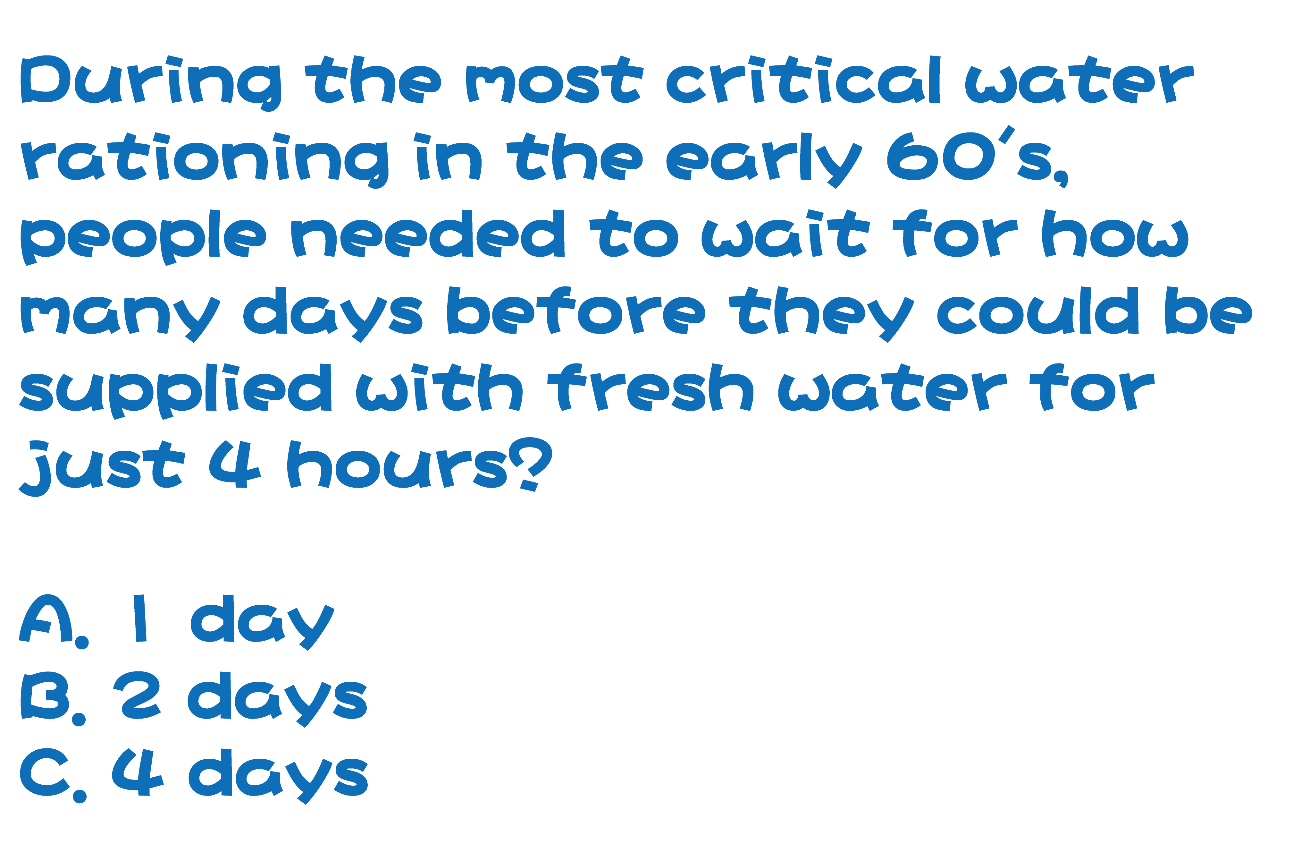 During the most critical water
rationing in the early 60's,
people needed to wait for how
many days before they could be
supplied with fresh water for
just 4 hours?
A. 1 day
B. 2 days
C. 4 days